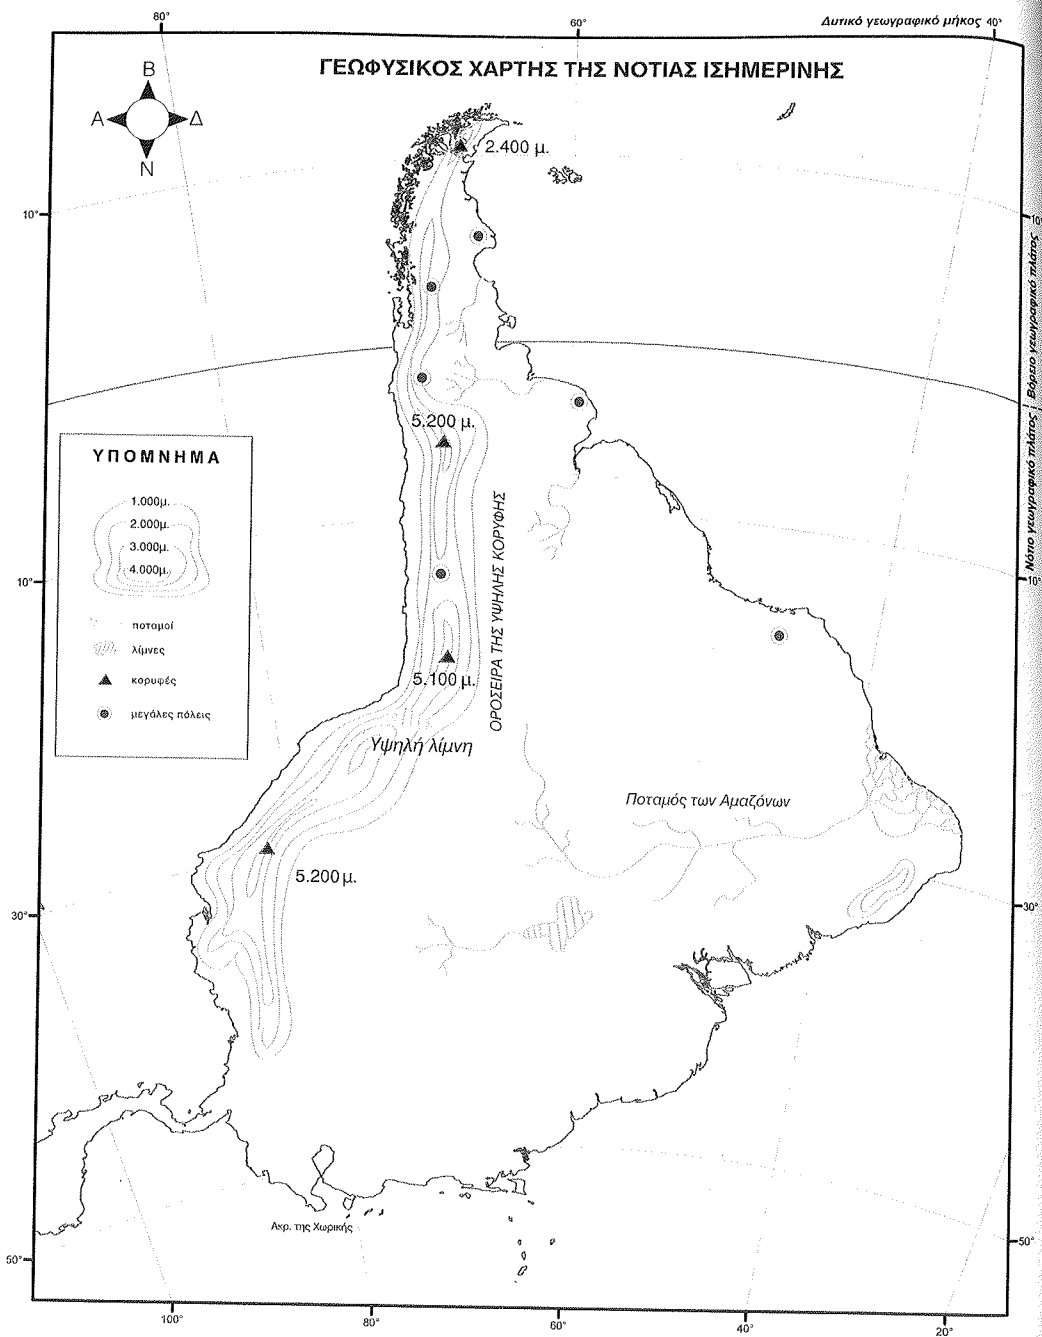 80°
60°
Δυτικό γεωγραφικό μήκος 40°
ΓΕΩΦΥΣΙΚΟΣ ΧΑΡΤΗΣ ΤΗΣ ΝΟΤΙΑΣ ΙΣΗΜΕΡΙΝΗΣ
Β
Α
Δ
Ν
2.400 μ.
10°
10°
Βόρειο γεωγραφικό πλάτος
Νότιο γεωγραφικό πλάτος
5.200 μ.
ΥΠΟΜΝΗΜΑ
1.000μ.
2.000μ.
3.000μ.
4.000μ.
ποταμοί
λίμνες
κορυφές
μεγάλες πόλεις
ΟΡΟΣΕΙΡΑ ΤΗΣ ΥΨΗΛΗΣ ΚΟΡΥΦΗΣ
10°
10°
5.100 μ.
Υψηλή λίμνη
Ποταμός των Αμαζόνων
5.200 μ.
30°
30°
Ακρ. της Χωρικής
50°
50°
100°
80°
60°
40°
20°